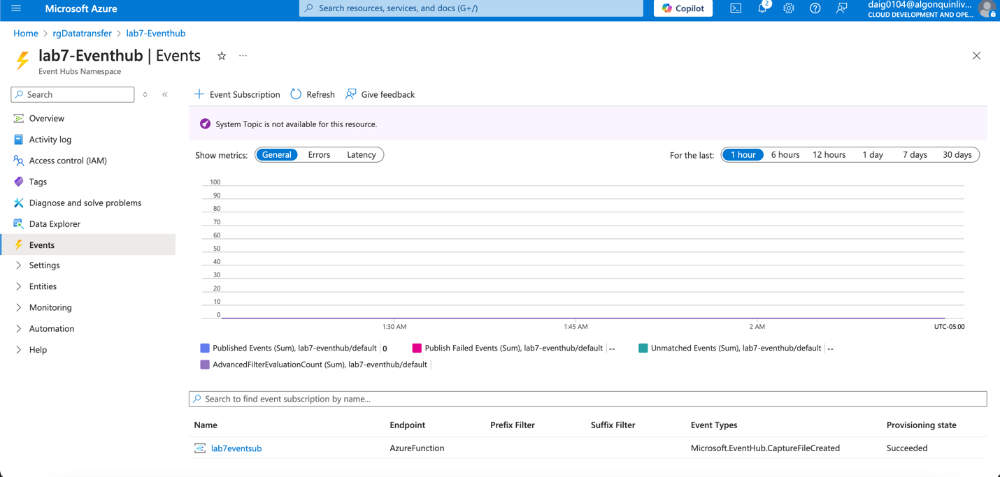 Microsoft Azure
Search resources, services, and docs (G+/)
Copilot
2
daig0104@algonquinliv...
CLOUD DEVELOPMENT AND OPE...
Home > rgDatatransfer > lab7-Eventhub
lab7-Eventhub | Events
Event Hubs Namespace
Search
Overview
Activity log
Access control (IAM)
Tags
Diagnose and solve problems
Data Explorer
Events
Settings
Entities
Monitoring
Automation
Help
Event Subscription Refresh Give feedback
System Topic is not available for this resource.
Show metrics: General Errors Latency
For the last: 1 hour 6 hours 12 hours 1 day 7 days 30 days
100
90
80
70
60
50
40
30
20
10
0
1:30 AM 1:45 AM 2 AM UTC-05:00
Published Events (Sum), lab7-eventhub/default 0
Publish Failed Events (Sum), lab7-eventhub/default --
Unmatched Events (Sum), lab7-eventhub/default --
AdvancedFilterEvaluationCount (Sum), lab7-eventhub/default
Search to find event subscription by name...
Name Endpoint Prefix Filter Suffix Filter Event Types Provisioning state
lab7eventsub AzureFunction Microsoft.EventHub.CaptureFileCreated Succeeded